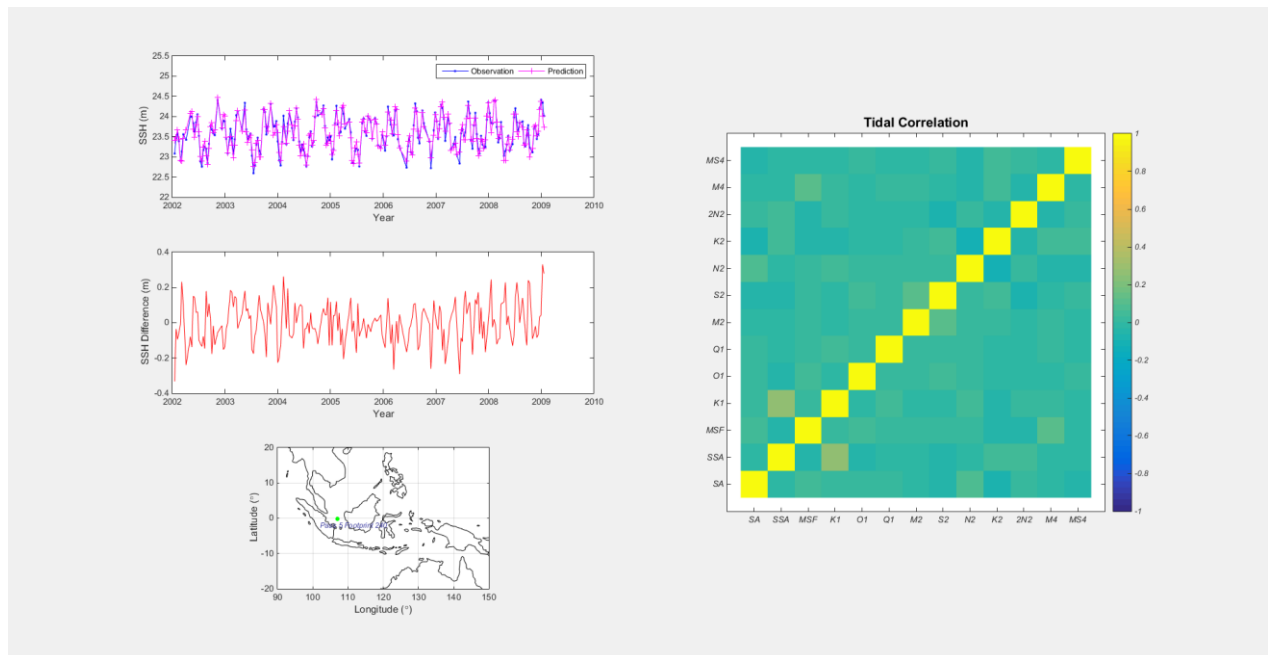 25.5
25
24.5
24
23.5
23
22.5
22
SSH (m)
Observation Prediction
2002 2003 2004 2005 2006 2007 2008 2009 2010
Year
0.4
0.2
0
-0.2
-0.4
SSH Difference (m)
2002 2003 2004 2005 2006 2007 2008 2009 2010
Year
20
10
0
-10
-20
Latitude (°)
Pass 5 Footprint
90 100 110 120 130 140 150
Longitude (°)
Tidal Correlation
MS4
M4
2N2
K2
N2
S2
M2
Q1
O1
K1
MSF
SSA
SA
SA SSA MSF K1 O1 Q1 M2 S2 N2 K2 2N2 M4 MS4
1
0.8
0.6
0.4
0.2
0
-0.2
-0.4
-0.6
-0.8
-1